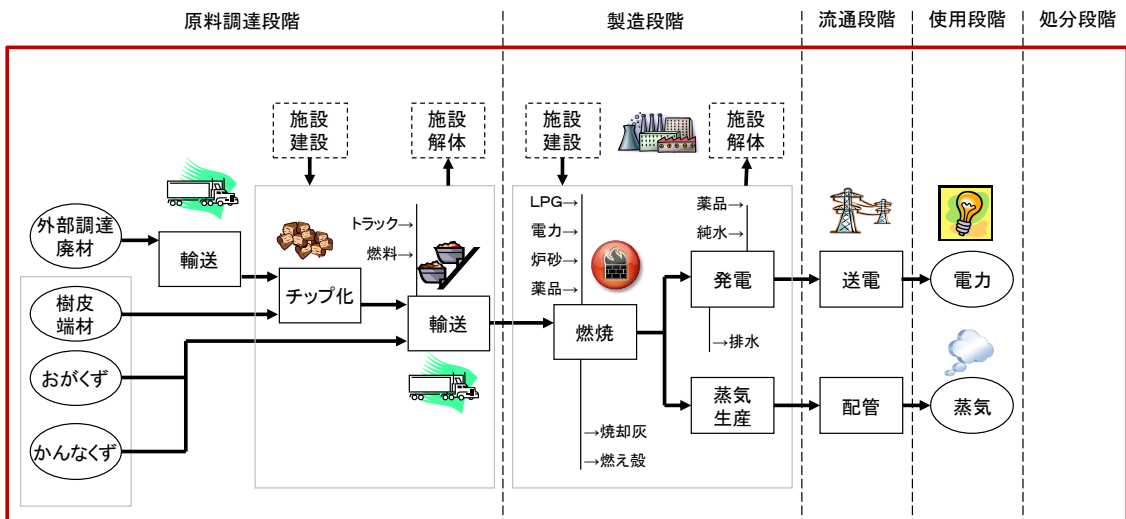 原料調達段階
製造段階
流通段階
使用段階
処分段階
施設
建設
施設
解体
施設
建設
施設
解体
外部調達
廃材
輸送
樹皮
端材
おがくず
かんなくず
チップ化
トラック→
燃料→
輸送
LPG→
電力→
炉砂→
薬品→
燃焼
→焼却灰
→燃え殻
薬品→
純水→
発電
→排水
蒸気
生産
送電
配管
電力
蒸気